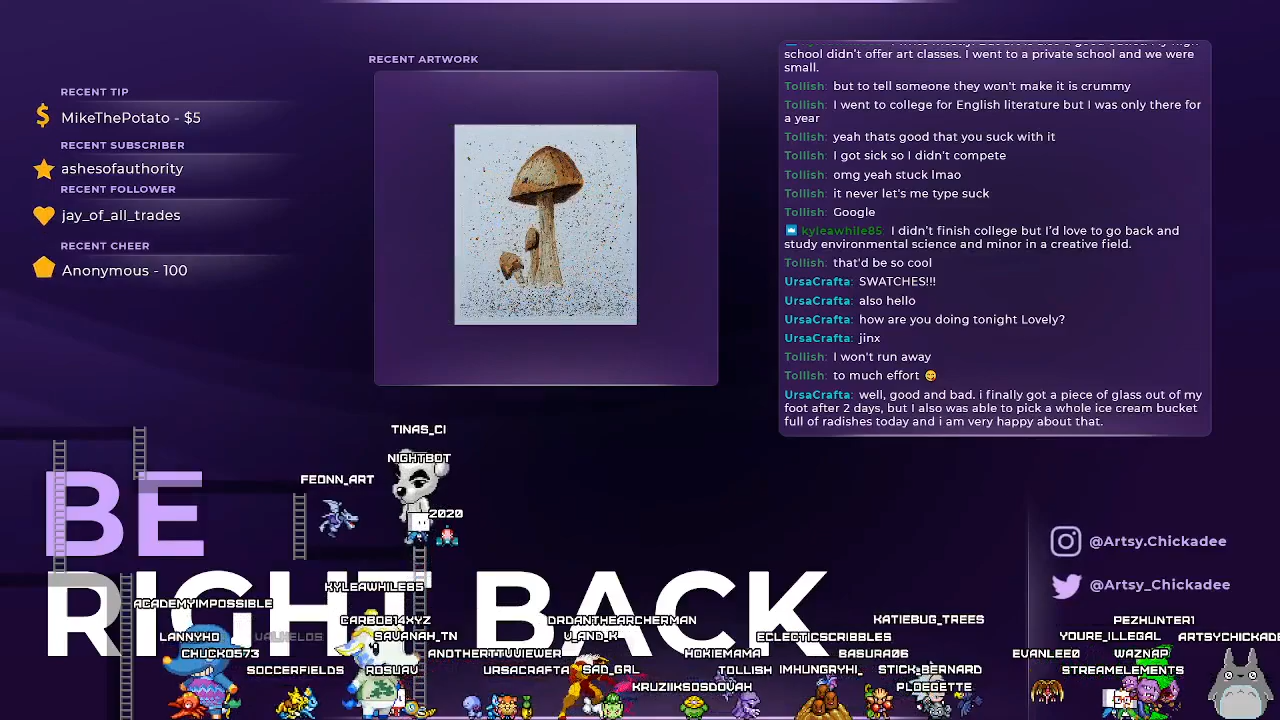 RECENT TIP
MikeThePotato - $5
RECENT SUBSCRIBER
ashesofauthority
RECENT FOLLOWER
jay_of_all_trades
RECENT CHEER
Anonymous - 100
RECENT ARTWORK
school didn't offer art classes. I went to a private school and we were
small.
Tollish: but to tell someone they won't make it is crummy
Tollish: I went to college for English literature but I was only there for
a year
Tollish: yeah thats good that you suck with it
Tollish: I got sick so I didn't compete
Tollish: omg yeah stuck lmao
Tollish: it never let's me type suck
Tollish: Google
kyleawhile85: I didn't finish college but I'd love to go back and
study environmental science and minor in a creative field.
Tollish: that'd be so cool
UrsaCrafta: SWATCHES!!!
UrsaCrafta: also hello
UrsaCrafta: how are you doing tonight Lovely?
UrsaCrafta: jinx
Tollish: I won't run away
Tollish: to much effort 😋
UrsaCrafta: well, good and bad. i finally got a piece of glass out of my
foot after 2 days, but I also was able to pick a whole ice cream bucket
full of radishes today and i am very happy about that.
BE
RIGHT BACK
@Artsy.Chickadee
@Artsy_Chickadee
TINAS_CI
NIGHTBOT
FEONN_ART
2020
KYLEAWHILE85
ACADEMYIMPOSSIBLE
CARBOB14XYZ
DRDANTHEARCHERMAN
KATIEBUG_TREES
PEZHUNTER1
LANNYHD
VALHELOS
SAVANAH_TN
V_AND_K
ECLECTICSCRIBBLES
YOURE_ILLEGAL
ARTSYCHICKADE
CHUCK0573
ANOTHERTTVVIEWER
HOKIEMAMA
BASURA06
EVANLEE0
WAZNAP
SOCCERFIELDS
ROSUAV
URSACRAFTA
SAD_GRL
TOLLISH
IMHUNGRYHI_
STICK_BERNARD
STREAMELEMENTS
KRUZIIKSOSDOVAH
PLOEGETTE